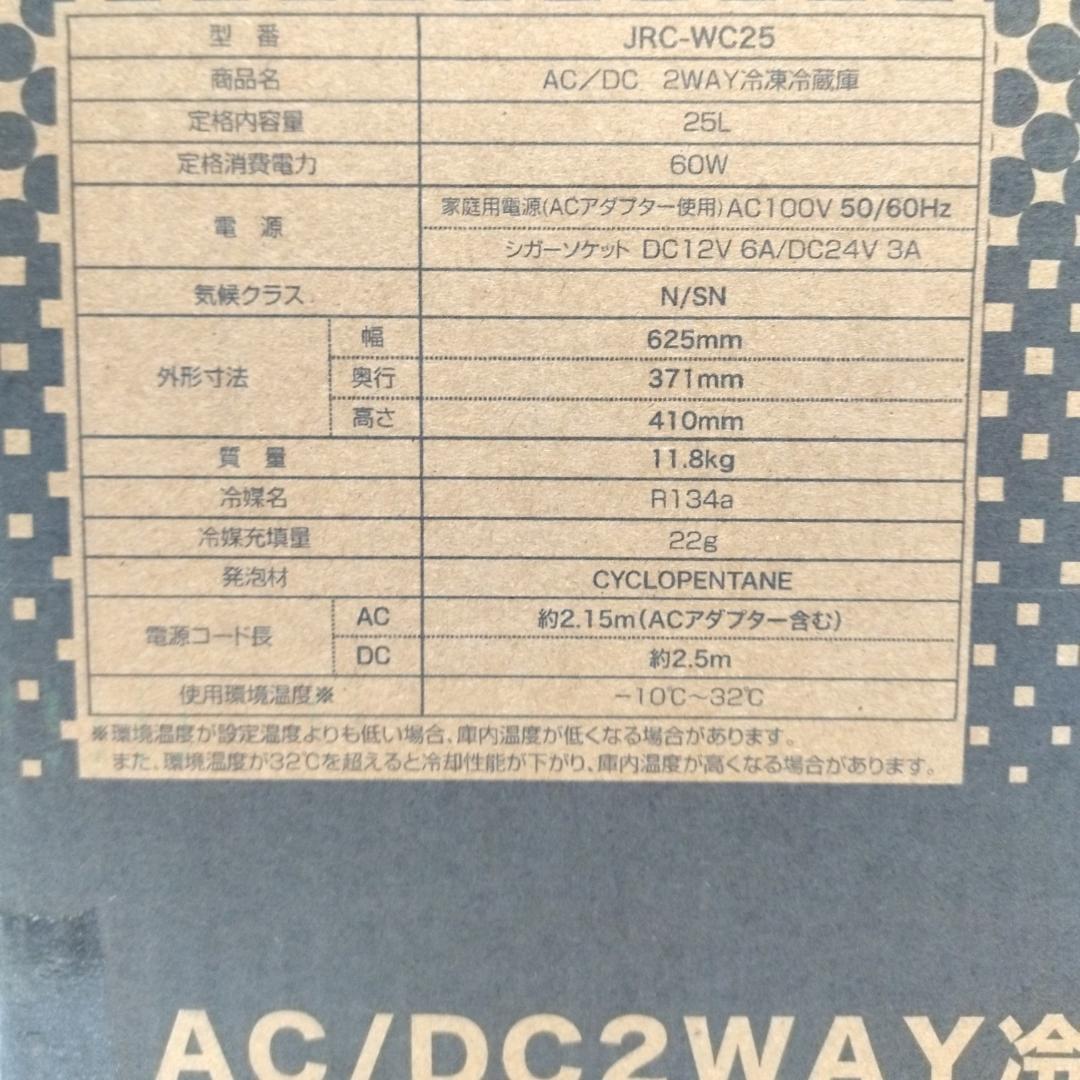 型 番 JRC-WC25
商品名 AC/DC 2WAY冷凍冷蔵庫
定格内容量 25L
定格消費電力 60W
電 源 家庭用電源(ACアダプター使用)AC100V 50/60Hz
シガーソケット DC12V 6A/DC24V 3A
気候クラス N/SN
外形寸法 幅 625mm
奥行 371mm
高さ 410mm
質 量 11.8kg
冷媒名 R134a
冷媒充填量 22g
発泡材 CYCLOPENTANE
電源コード長 AC 約2.15m(ACアダプター含む)
DC 約2.5m
使用環境温度※ −10℃〜32℃
※環境温度が設定温度よりも低い場合、庫内温度が低くなる場合があります。
また、環境温度が32℃を超えると冷却性能が下がり、庫内温度が高くなる場合があります。
AC/DC2WAY冷